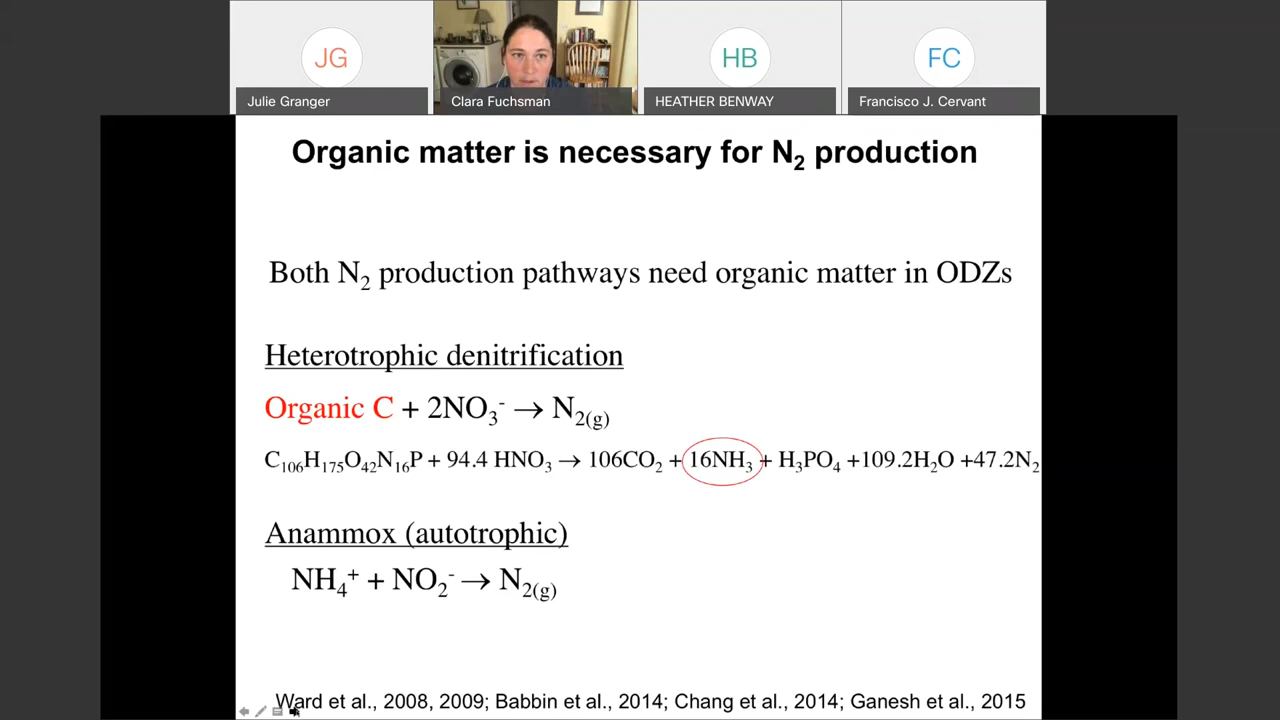 JG
HB
FC
Julie Granger
Clara Fuchsman
HEATHER BENWAY
Francisco J. Cervant
Organic matter is necessary for N₂ production
Both N₂ production pathways need organic matter in ODZs
Heterotrophic denitrification
Organic C + 2NO₃⁻ → N₂(g)
C₁₀₆H₁₇₅O₄₂N₁₆P + 94.4 HNO₃ → 106CO₂ + 16NH₃ + H₃PO₄ +109.2H₂O +47.2N₂
Anammox (autotrophic)
NH₄⁺ + NO₂⁻ → N₂(g)
Ward et al., 2008, 2009; Babbin et al., 2014; Chang et al., 2014; Ganesh et al., 2015